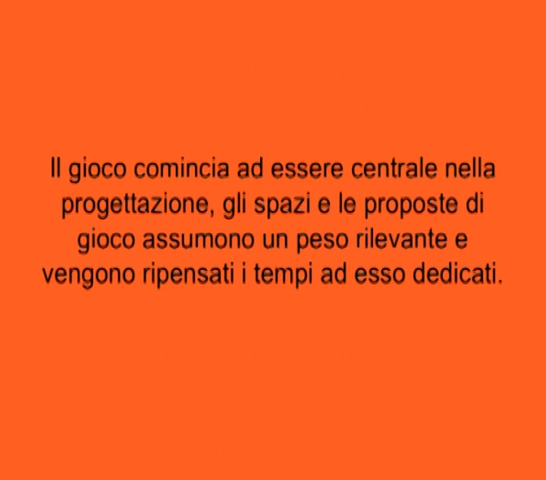 Il gioco comincia ad essere centrale nella
progettazione, gli spazi e le proposte di
gioco assumono un peso rilevante e
vengono ripensati i tempi ad esso dedicati.